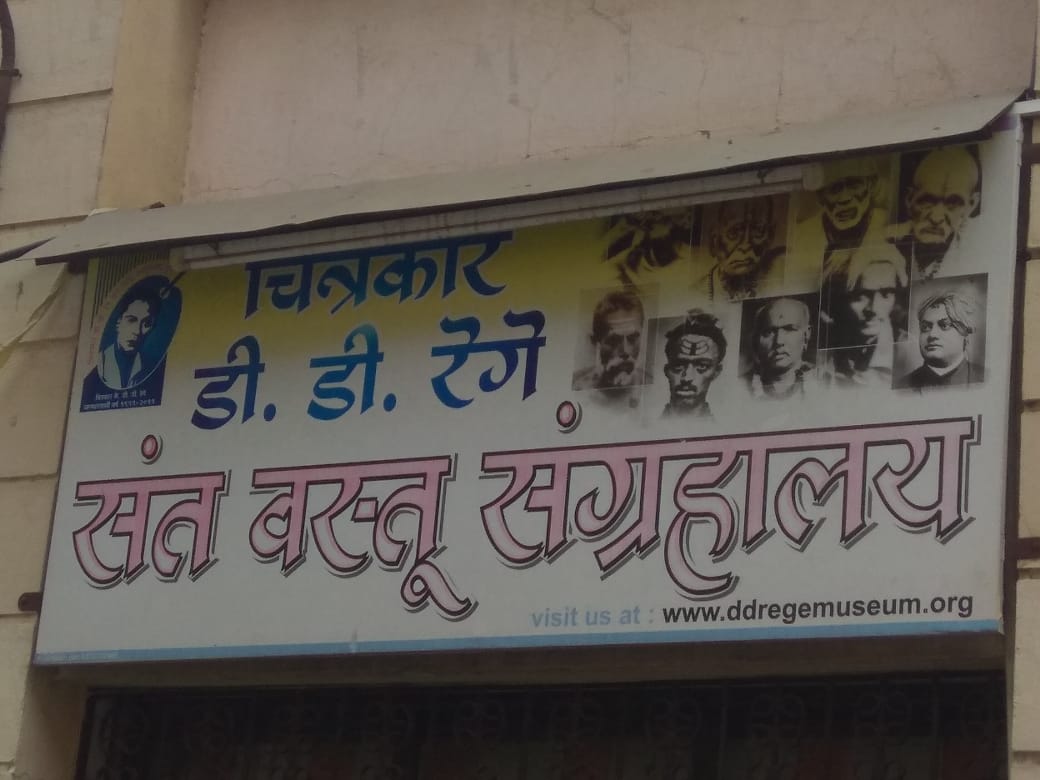 चित्रकार
डी. डी. रेगे
संत वस्तू संग्रहालय
visit us at : www.ddregemuseum.org